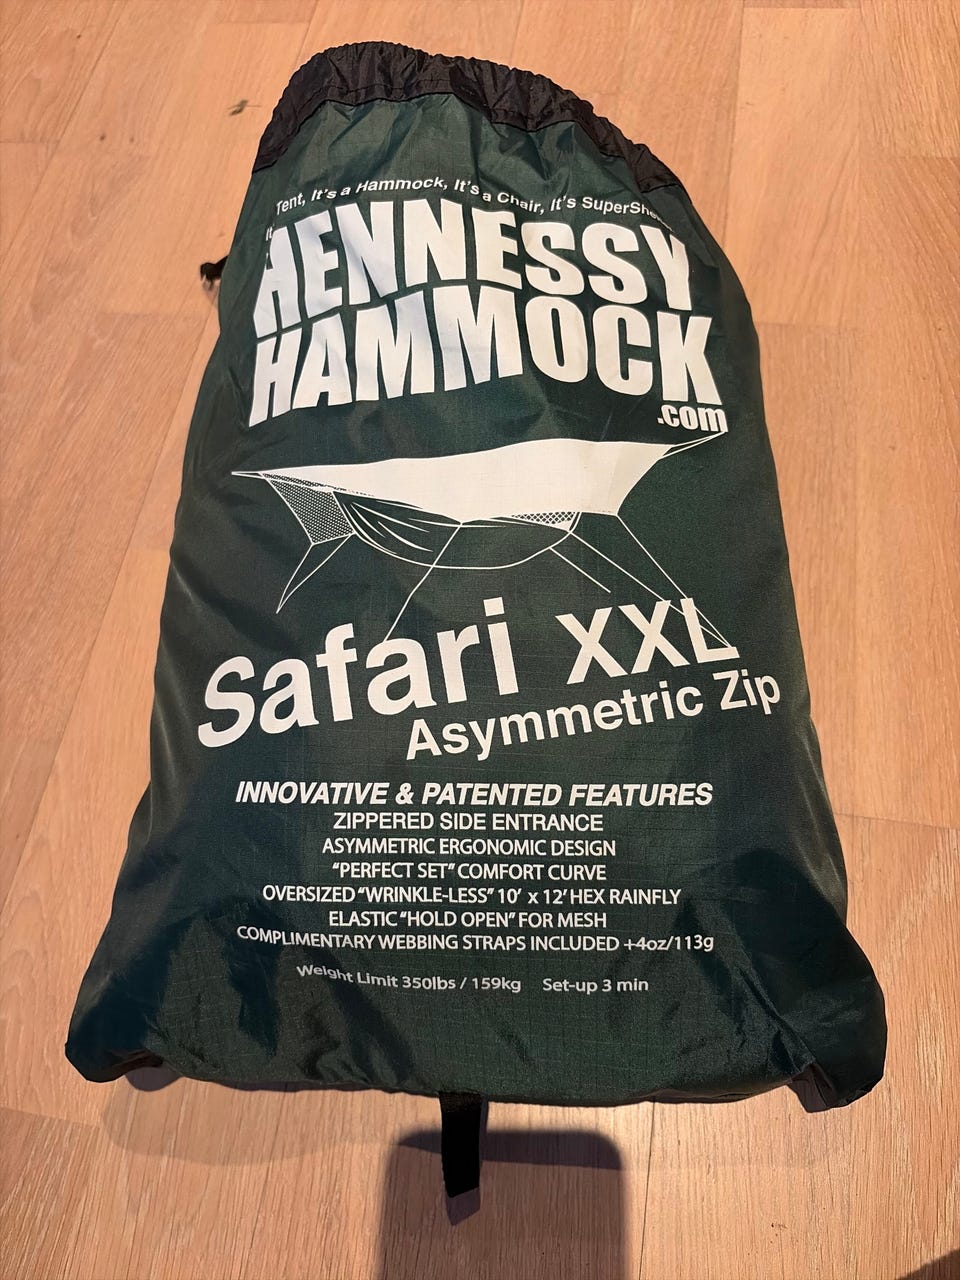 Tent, It's a Hammock, It's a Chair, It's
HENNESSY
HAMMOCK
.com
Safari XXL
Asymmetric Zip
INNOVATIVE & PATENTED FEATURES
ZIPPERED SIDE ENTRANCE
ASYMMETRIC ERGONOMIC DESIGN
“PERFECT SET” COMFORT CURVE
OVERSIZED “WRINKLE-LESS” 10' x 12' HEX RAINFLY
ELASTIC “HOLD OPEN” FOR MESH
COMPLIMENTARY WEBBING STRAPS INCLUDED +4oz/113g
Weight Limit 350lbs / 159kg Set-up 3 min